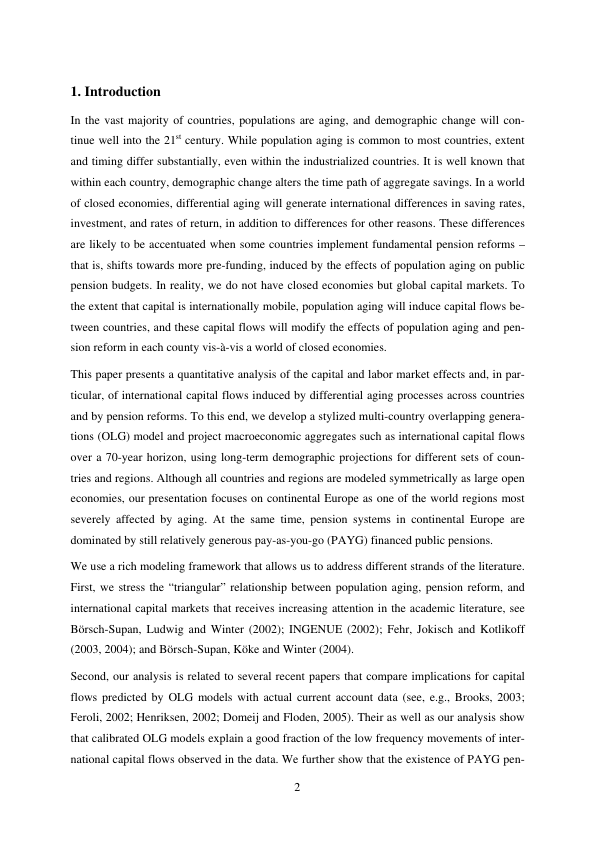 1. Introduction
In the vast majority of countries, populations are aging, and demographic change will con-
tinue well into the 21st century. While population aging is common to most countries, extent
and timing differ substantially, even within the industrialized countries. It is well known that
within each country, demographic change alters the time path of aggregate savings. In a world
of closed economies, differential aging will generate international differences in saving rates,
investment, and rates of return, in addition to differences for other reasons. These differences
are likely to be accentuated when some countries implement fundamental pension reforms –
that is, shifts towards more pre-funding, induced by the effects of population aging on public
pension budgets. In reality, we do not have closed economies but global capital markets. To
the extent that capital is internationally mobile, population aging will induce capital flows be-
tween countries, and these capital flows will modify the effects of population aging and pen-
sion reform in each county vis-à-vis a world of closed economies.
This paper presents a quantitative analysis of the capital and labor market effects and, in par-
ticular, of international capital flows induced by differential aging processes across countries
and by pension reforms. To this end, we develop a stylized multi-country overlapping genera-
tions (OLG) model and project macroeconomic aggregates such as international capital flows
over a 70-year horizon, using long-term demographic projections for different sets of coun-
tries and regions. Although all countries and regions are modeled symmetrically as large open
economies, our presentation focuses on continental Europe as one of the world regions most
severely affected by aging. At the same time, pension systems in continental Europe are
dominated by still relatively generous pay-as-you-go (PAYG) financed public pensions.
We use a rich modeling framework that allows us to address different strands of the literature.
First, we stress the “triangular” relationship between population aging, pension reform, and
international capital markets that receives increasing attention in the academic literature, see
Börsch-Supan, Ludwig and Winter (2002); INGENUE (2002); Fehr, Jokisch and Kotlikoff
(2003, 2004); and Börsch-Supan, Köke and Winter (2004).
Second, our analysis is related to several recent papers that compare implications for capital
flows predicted by OLG models with actual current account data (see, e.g., Brooks, 2003;
Feroli, 2002; Henriksen, 2002; Domeij and Floden, 2005). Their as well as our analysis show
that calibrated OLG models explain a good fraction of the low frequency movements of inter-
national capital flows observed in the data. We further show that the existence of PAYG pen-
2